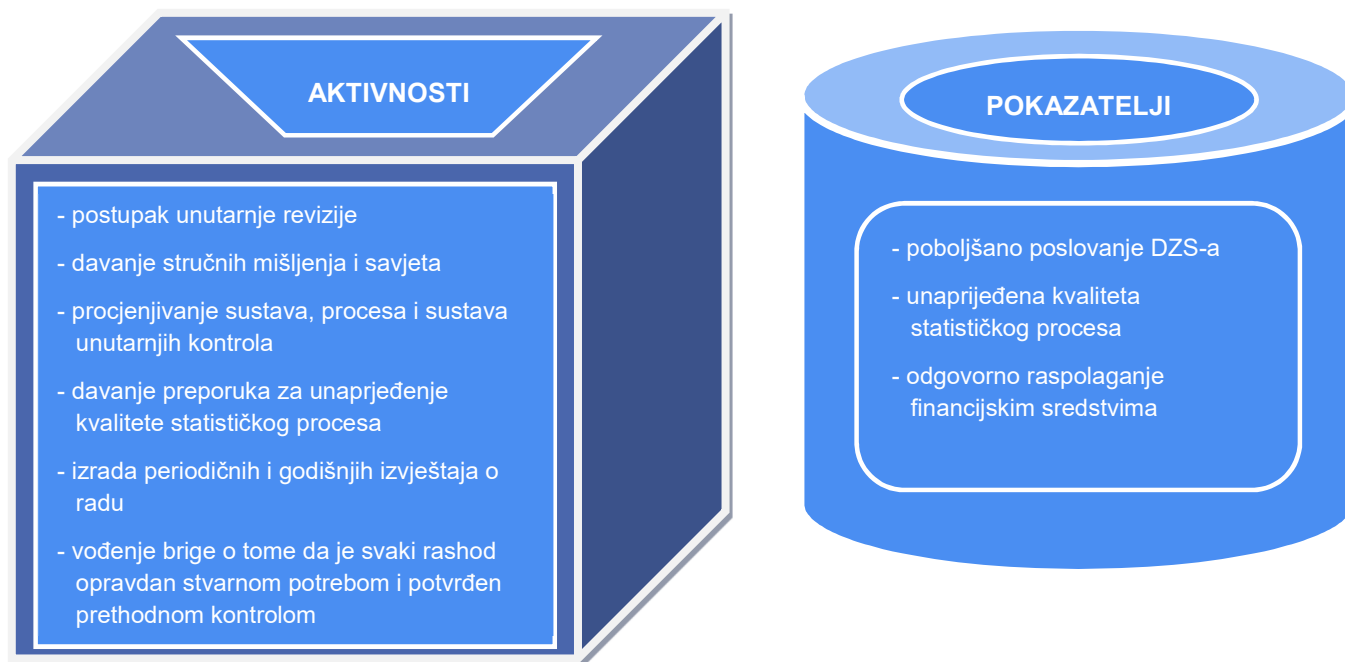 AKTIVNOSTI
- postupak unutarnje revizije
- davanje stručnih mišljenja i savjeta
- procjenjivanje sustava, procesa i sustava
unutarnjih kontrola
- davanje preporuka za unaprjeđenje
kvalitete statističkog procesa
- izrada periodičnih i godišnjih izvještaja o
radu
- vođenje brige o tome da je svaki rashod
opravdan stvarnom potrebom i potvrđen
prethodnom kontrolom
POKAZATELJI
- poboljšano poslovanje DZS-a
- unaprijeđena kvaliteta
statističkog procesa
- odgovorno raspolaganje
financijskim sredstvima